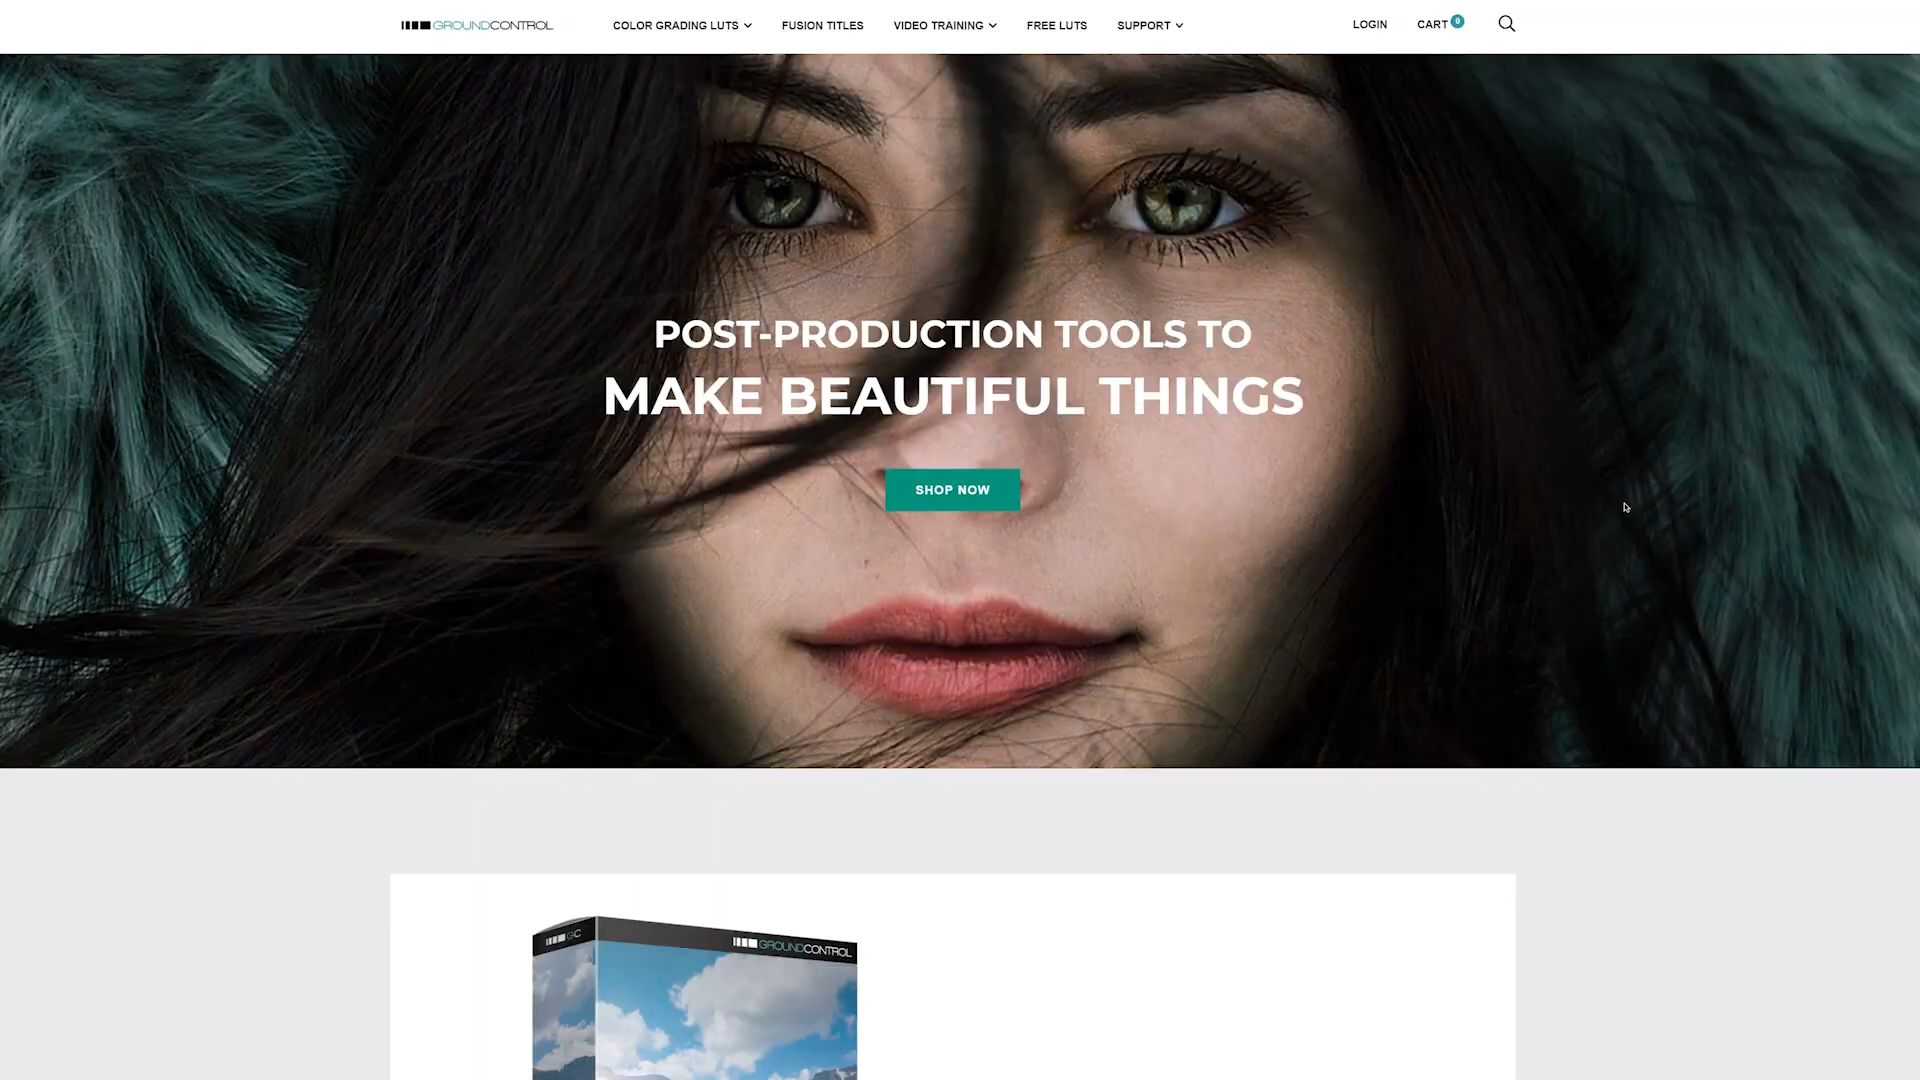 GROUNDCONTROL
COLOR GRADING LUTS
FUSION TITLES
VIDEO TRAINING
FREE LUTS
SUPPORT
LOGIN
CART 0
POST-PRODUCTION TOOLS TO
MAKE BEAUTIFUL THINGS
SHOP NOW
GC
GROUNDCONTROL